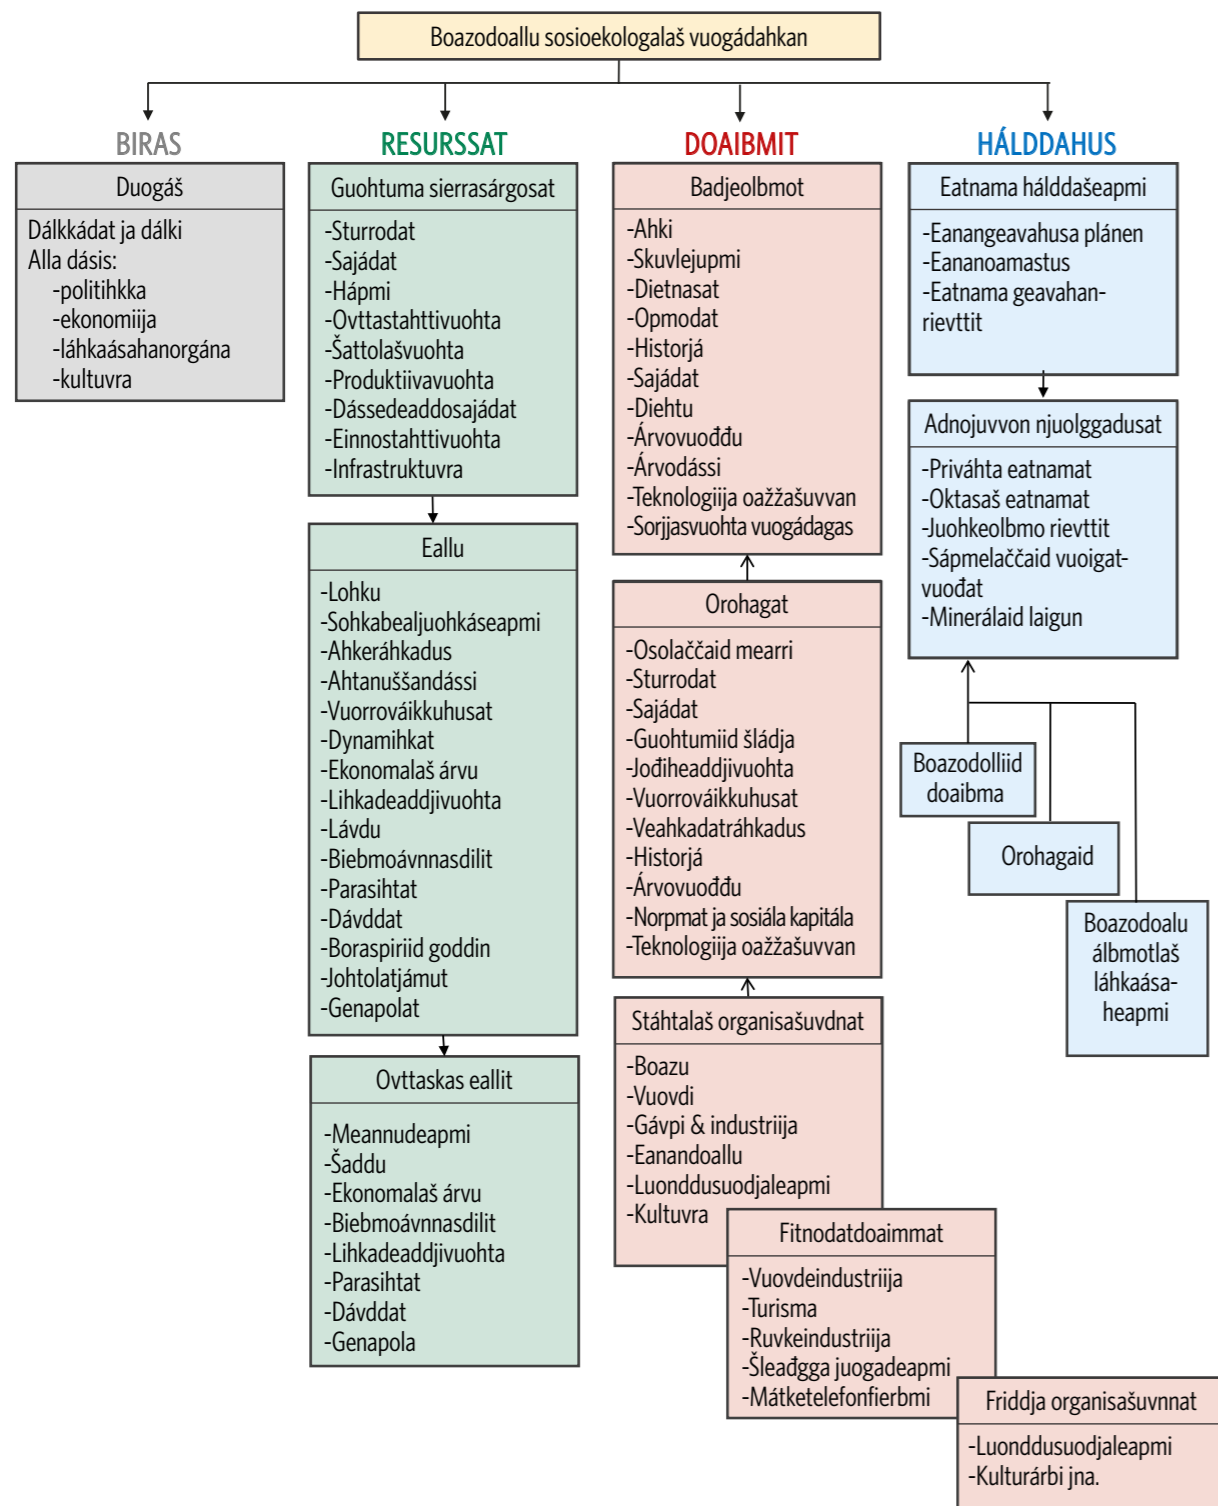 Boazodoallu sosioekologalaš vuogádahkan
BIRAS
Duogáš
Dálkkádat ja dálki
Alla dásis:
-politihkka
-ekonomiija
-láhkaásahanorgána
-kultuvra
RESURSSAT
Guohtuma sierrasárgosat
-Sturrodat
-Sajádat
-Hápmi
-Ovttastahttivuohta
-Šattolašvuohta
-Produktiivavuohta
-Dássedeaddosajádat
-Einnostahttivuohta
-Infrastruktuvra
Eallu
-Lohku
-Sohkabealjuohkáseapmi
-Ahkeráhkadus
-Ahtanuššandássi
-Vuorrováikkuhusat
-Dynamihkat
-Ekonomalaš árvu
-Lihkadeaddjivuohta
-Lávdu
-Biebmoávnnasdilit
-Parasihtat
-Dávddat
-Boraspiriid goddin
-Johtolatjámut
-Genapolat
Ovttaskas eallit
-Meannudeapmi
-Šaddu
-Ekonomalaš árvu
-Biebmoávnnasdilit
-Lihkadeaddjivuohta
-Parasihtat
-Dávddat
-Genapola
DOAIBMIT
Badjeolbmot
-Ahki
-Skuvlejupmi
-Dietnasat
-Opmodat
-Historjá
-Sajádat
-Diehtu
-Árvovuođđu
-Árvodássi
-Teknologiija oažžašuvvan
-Sorjjasvuohta vuogádagas
Orohagat
-Osolaččaid mearri
-Sturrodat
-Sajádat
-Guohtumiid šládja
-Jođiheaddjivuohta
-Vuorrováikkuhusat
-Veahkadatráhkadus
-Historjá
-Árvovuođđu
-Norpmat ja sosiála kapitála
-Teknologiija oažžašuvvan
Stáhtalaš organisašuvdnat
-Boazu
-Vuovdi
-Gávpi & industriija
-Eanandoallu
-Luonddusuodjaleapmi
-Kultuvra
Fitnodatdoaimmat
-Vuovdeindustriija
-Turisma
-Ruvkeindustriija
-Šleađgga juogadeapmi
-Mátketelefonfierbmi
Friddja organisašuvnnat
-Luonddusuodjaleapmi
-Kulturárbi jna.
HÁLDDAHUS
Eatnama hálddašeapmi
-Eanangeavahusa plánen
-Eananoamastus
-Eatnama geavahan-
rievttit
Adnojuvvon njuolggadusat
-Priváhta eatnamat
-Oktasaš eatnamat
-Juohkeolbmo rievttit
-Sápmelaččaid vuoigat-
vuođat
-Minerálaid laigun
Boazodolliid
doaibma
Orohagaid
Boazodoalu
álbmotlaš
láhkaása-
heapmi